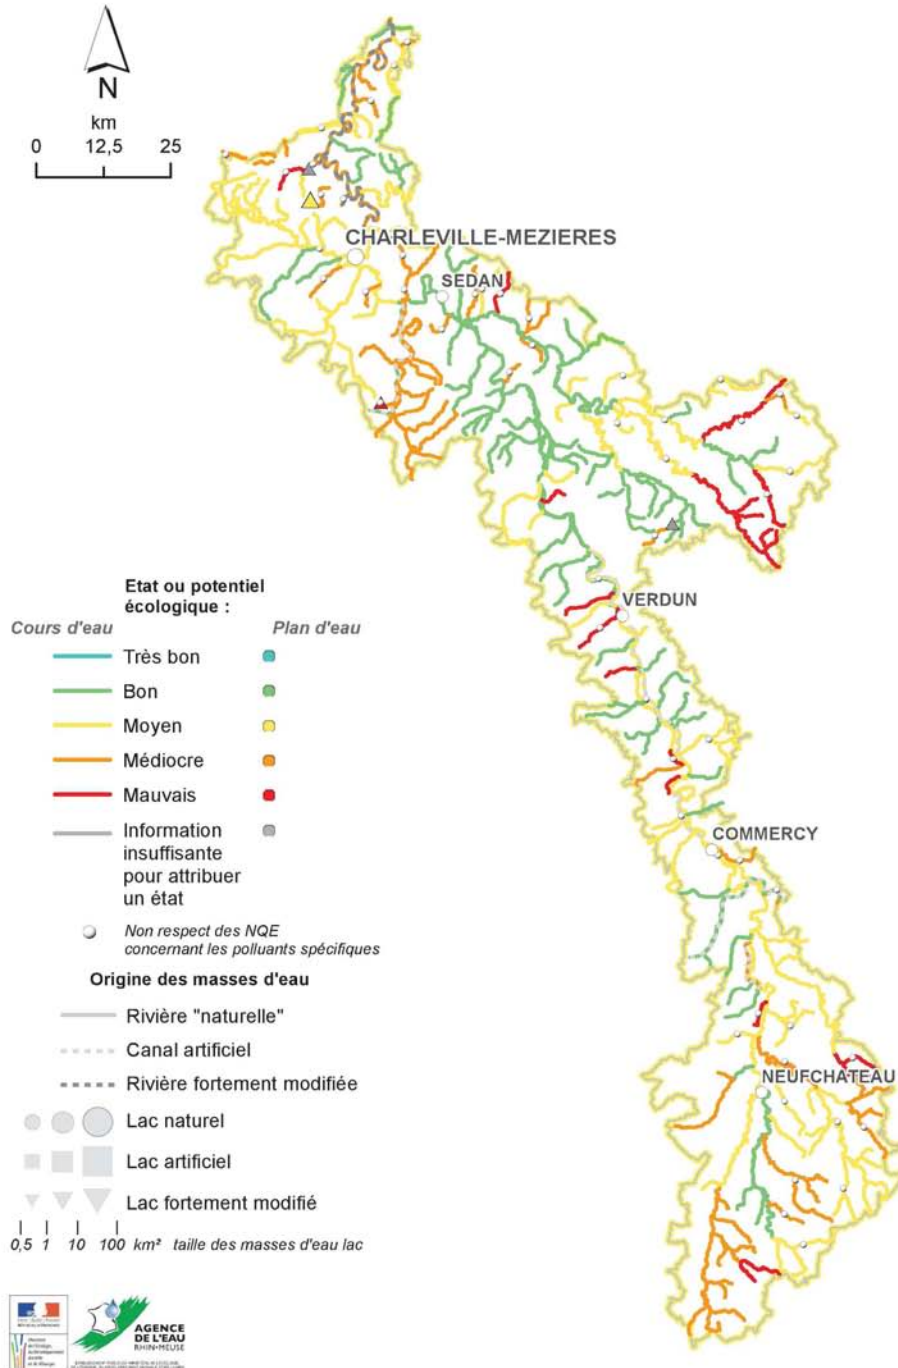 N
km
0 12,5 25
CHARLEVILLE-MEZIERES
SEDAN
VERDUN
COMMERCY
NEUFCHATEAU
Etat ou potentiel
écologique :
Cours d'eau
Plan d'eau
Très bon
Bon
Moyen
Médiocre
Mauvais
Information
insuffisante
pour attribuer
un état
Non respect des NQE
concernant les polluants spécifiques
Origine des masses d'eau
Rivière "naturelle"
Canal artificiel
Rivière fortement modifiée
Lac naturel
Lac artificiel
Lac fortement modifié
0,5 1 10 100 km² taille des masses d'eau lac
AGENCE
DE L'EAU
RHIN-MEUSE